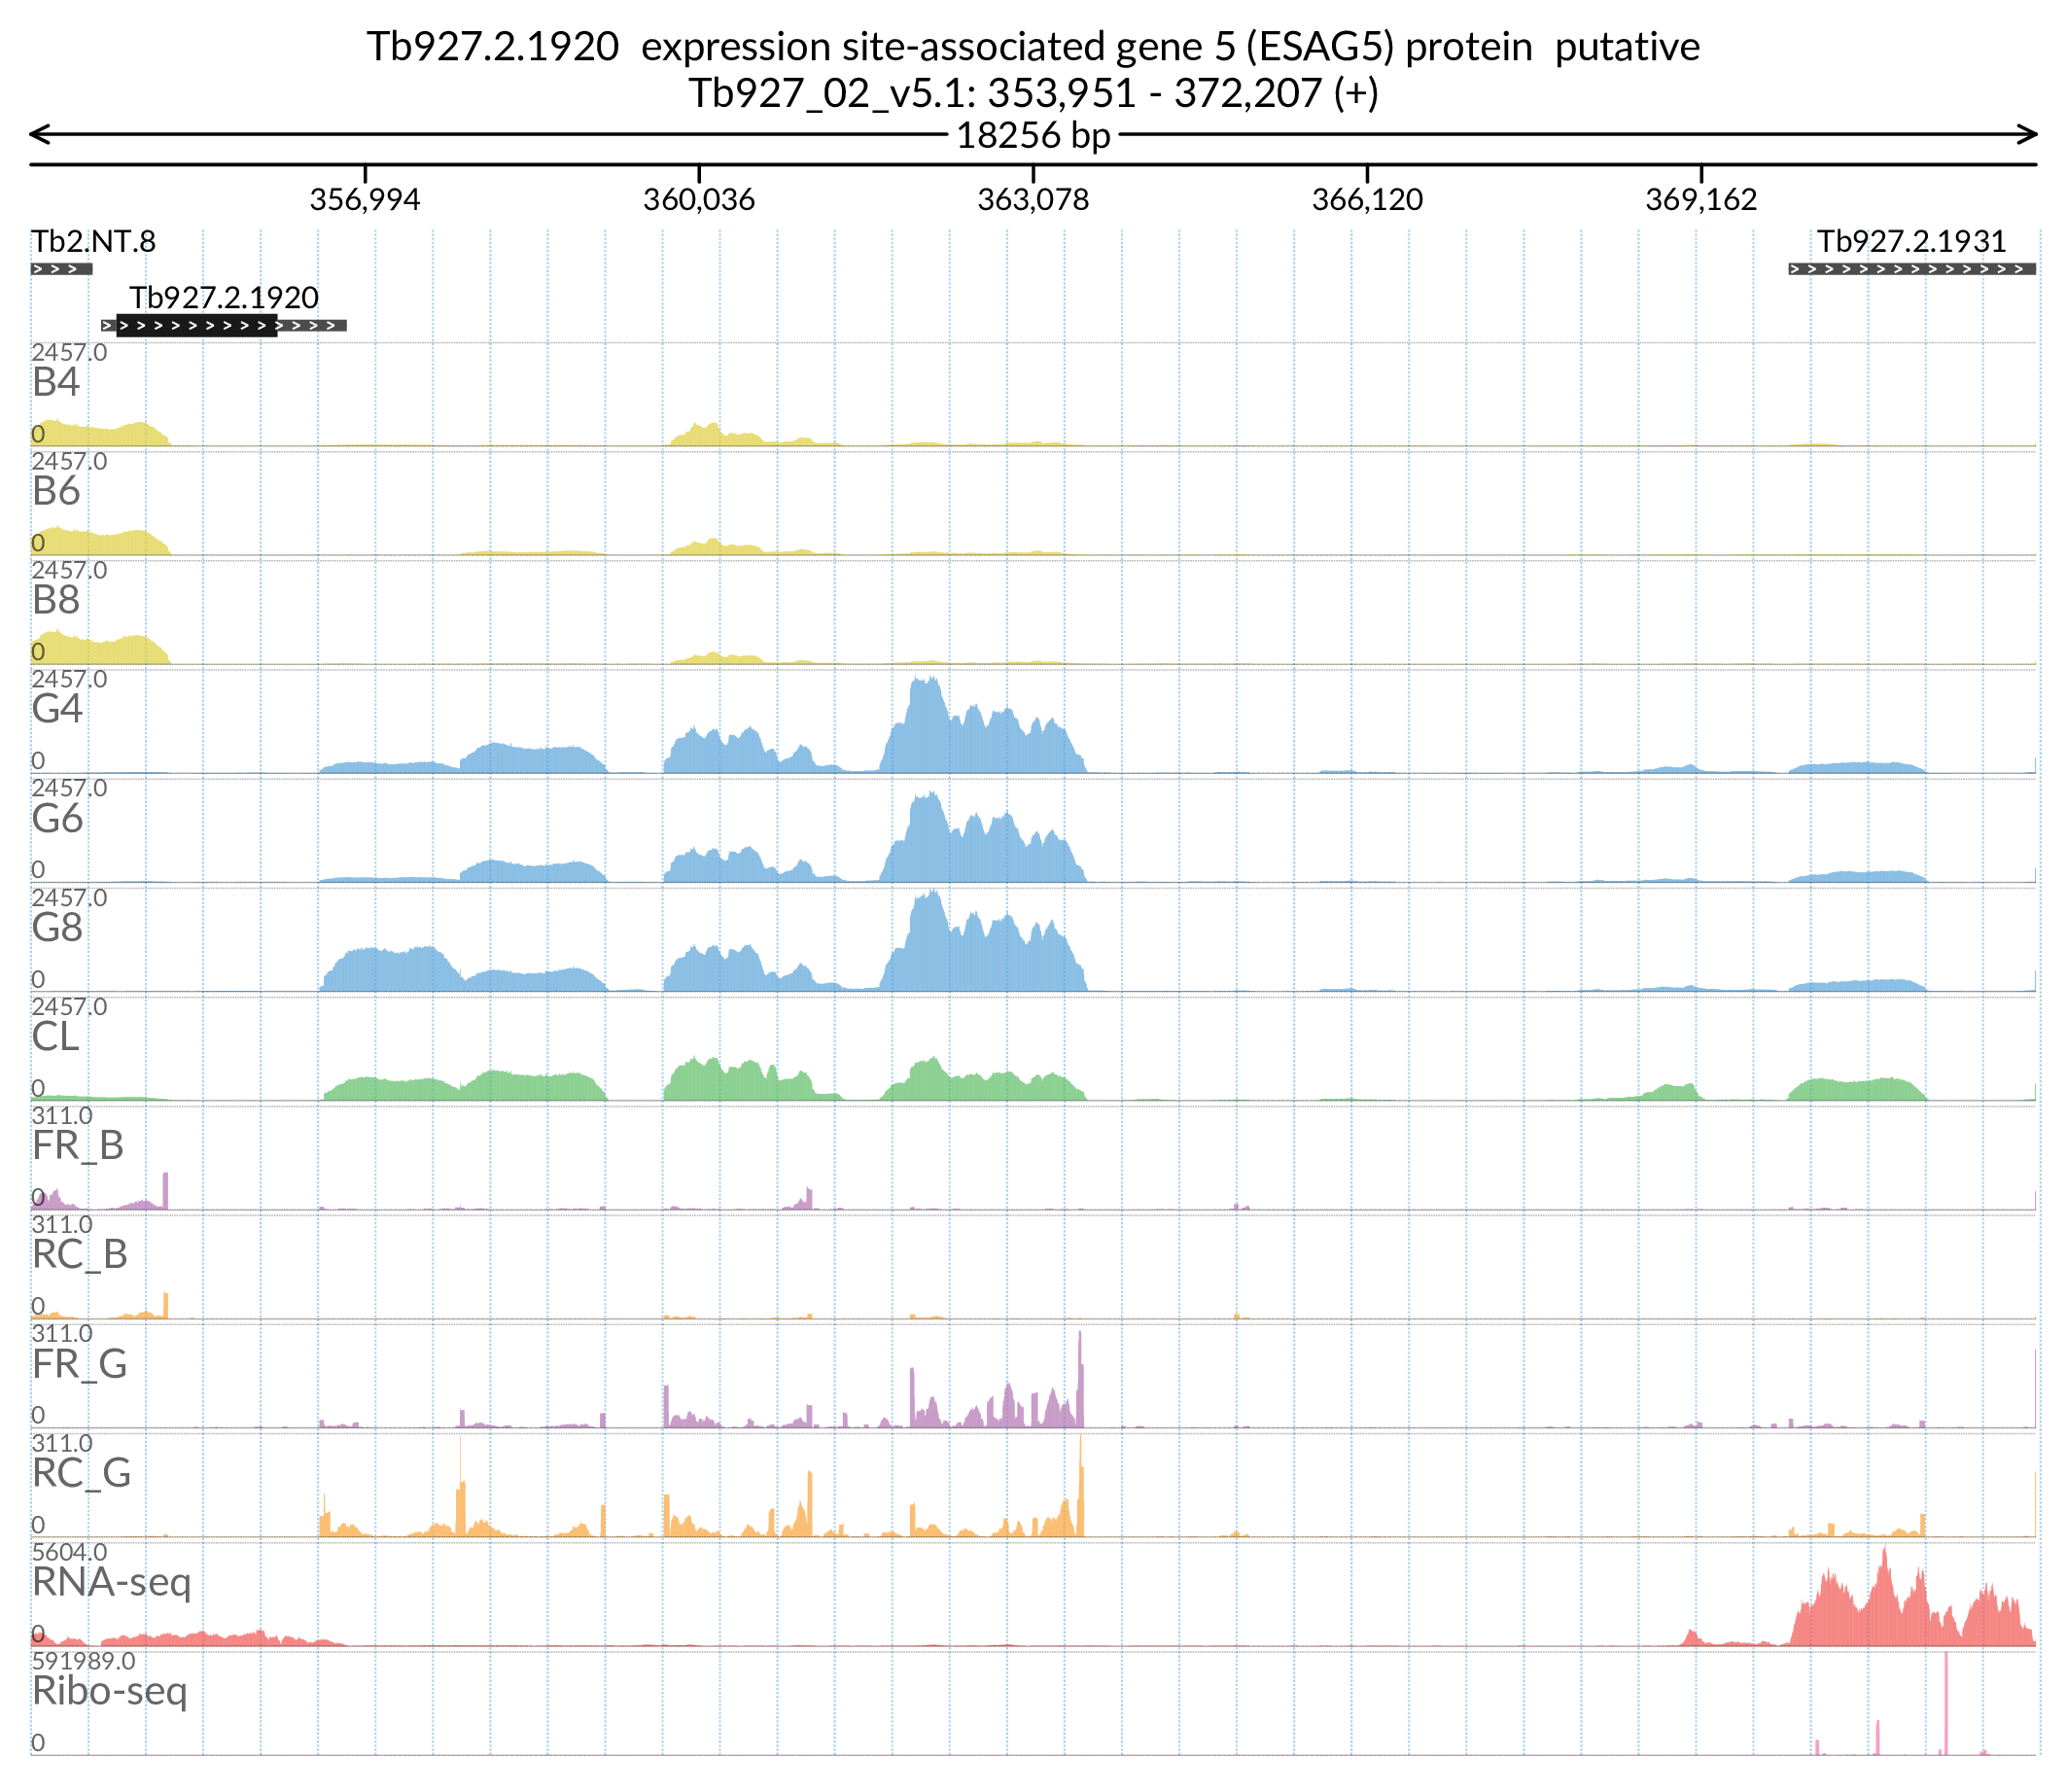 Tb927.2.1920 expression site-associated gene 5 (ESAG5) protein putative
Tb927_02_v5.1: 353,951 - 372,207 (+)
18256 bp
356,994 360,036 363,078 366,120 369,162
Tb2.NT.8 Tb927.2.1931
Tb927.2.1920
2457.0
B4
0
2457.0
B6
0
2457.0
B8
0
2457.0
G4
0
2457.0
G6
0
2457.0
G8
0
2457.0
CL
0
311.0
FR_B
0
311.0
RC_B
0
311.0
FR_G
0
311.0
RC_G
0
5604.0
RNA-seq
0
591989.0
Ribo-seq
0